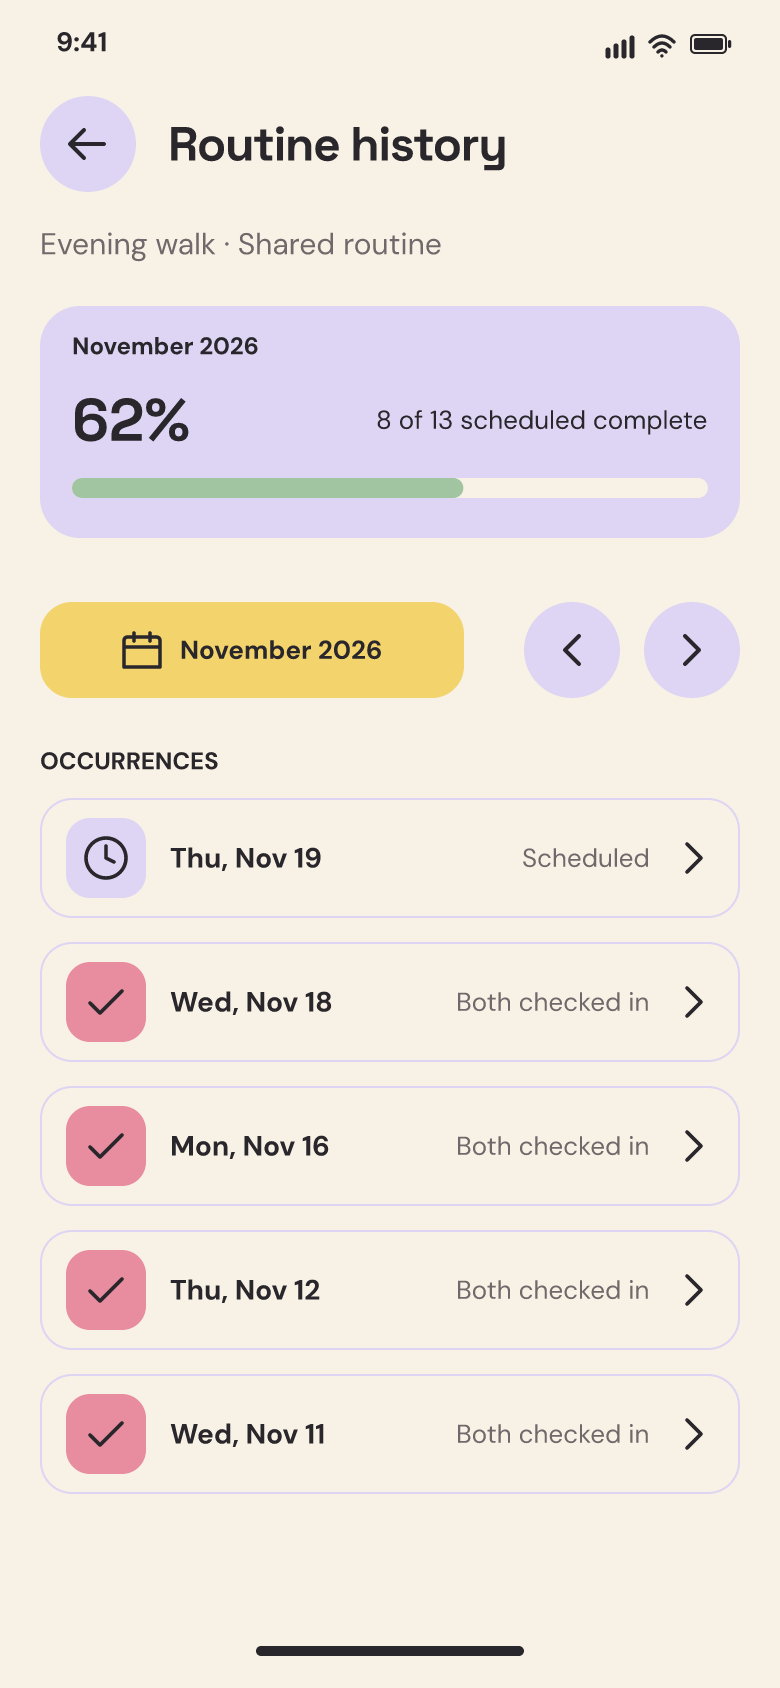 9:41
Routine history
Evening walk · Shared routine
November 2026
62%
8 of 13 scheduled complete
November 2026
OCCURRENCES
Thu, Nov 19
Scheduled
Wed, Nov 18
Both checked in
Mon, Nov 16
Both checked in
Thu, Nov 12
Both checked in
Wed, Nov 11
Both checked in